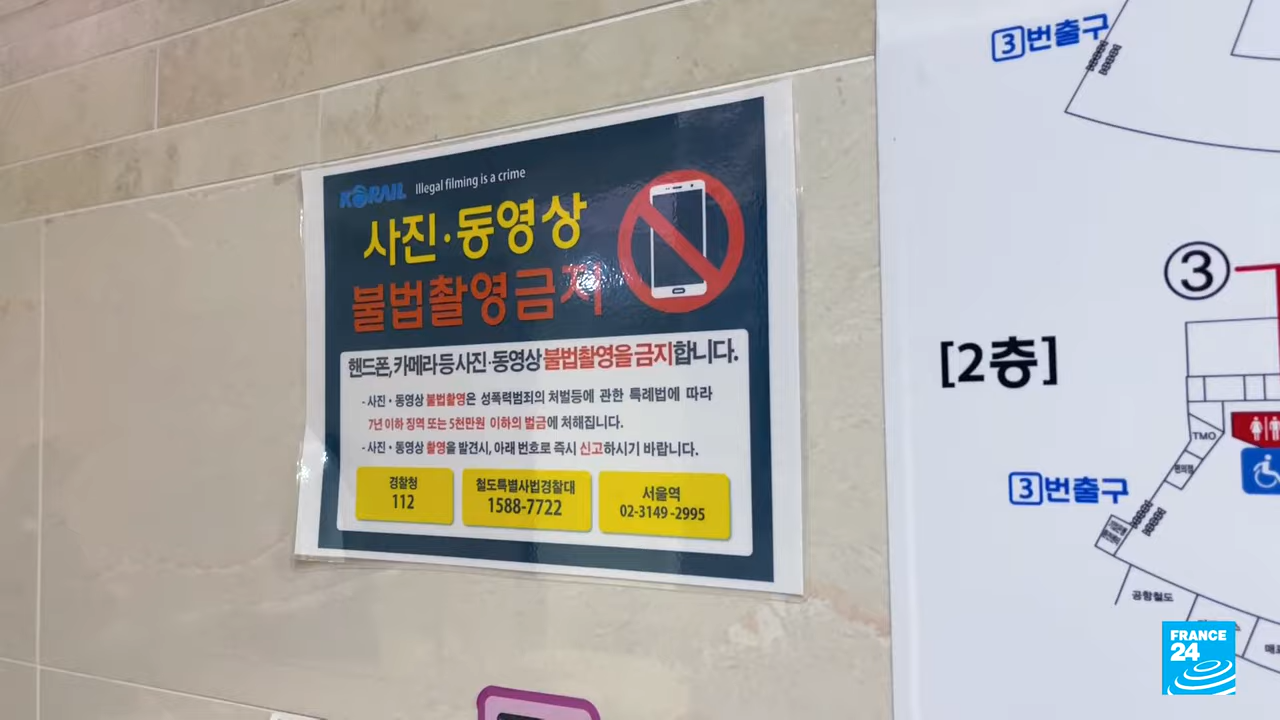 KORAIL Illegal filming is a crime
사진·동영상
불법촬영금지
핸드폰, 카메라 등 사진·동영상 불법촬영을 금지합니다.
- 사진·동영상 불법촬영은 성폭력범죄의 처벌등에 관한 특례법에 따라
7년 이하 징역 또는 5천만원 이하의 벌금에 처해집니다.
- 사진·동영상 촬영을 발견시, 아래 번호로 즉시 신고하시기 바랍니다.
경찰청
112
철도특별사법경찰대
1588-7722
서울역
02-3149-2995
3번출구
3
[2층]
TMO
편의점
3번출구
공항철도
FRANCE
24